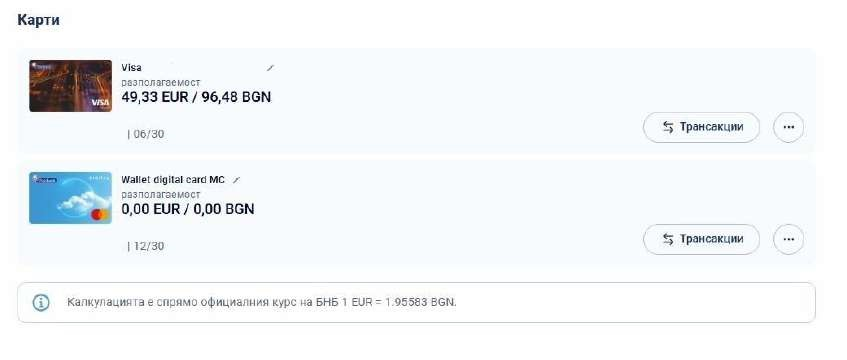 Карти
Visa
разполагаемост
49,33 EUR / 96,48 BGN
| 06/30
Трансакции
VISA
Wallet digital card MC
разполагаемост
0,00 EUR / 0,00 BGN
| 12/30
Трансакции
Калкулацията е спрямо официалния курс на БНБ 1 EUR = 1.95583 BGN.